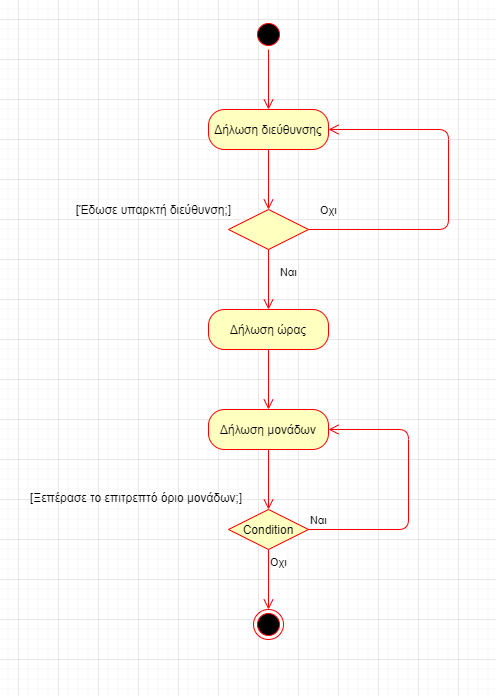 Δήλωση διεύθυνσης
[Έδωσε υπαρκτή διεύθυνση;]
Οχι
Ναι
Δήλωση ώρας
Δήλωση μονάδων
[Ξεπέρασε το επιτρεπτό όριο μονάδων;]
Ναι
Condition
Οχι